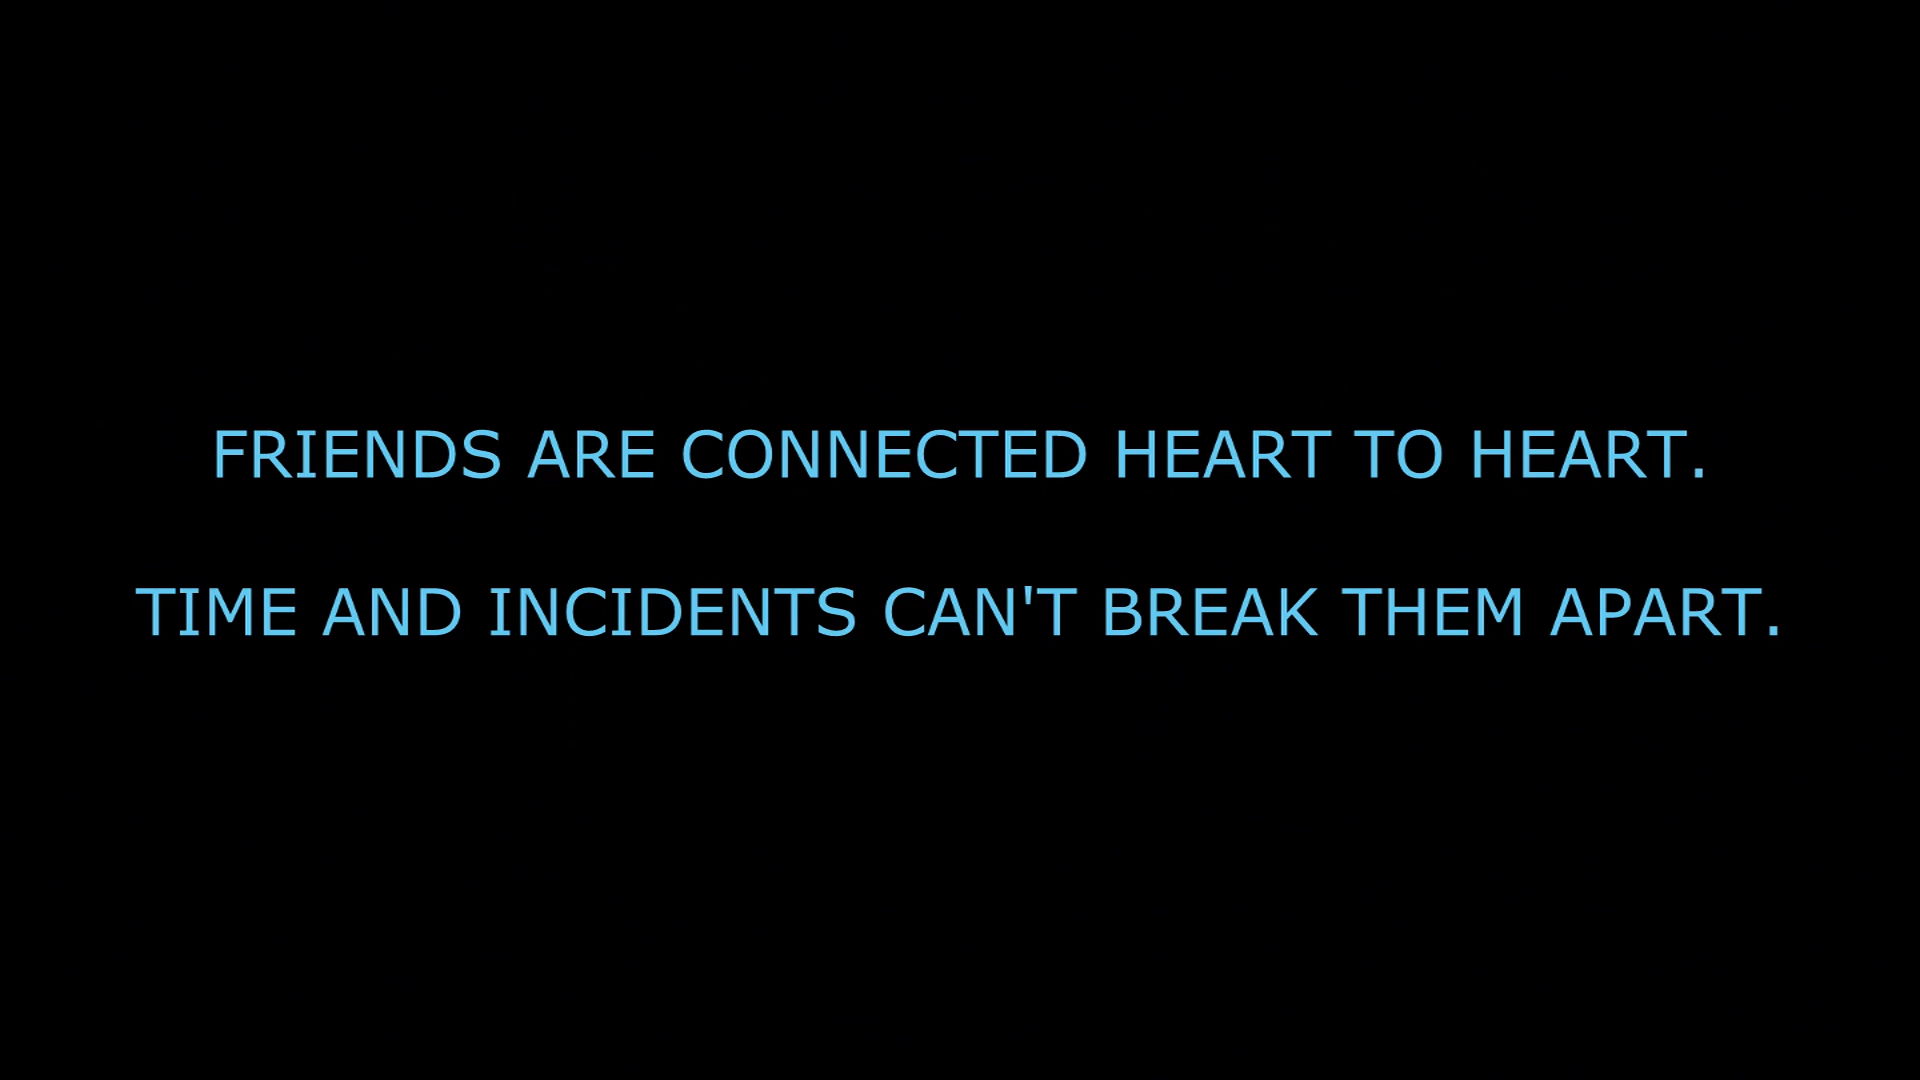 FRIENDS ARE CONNECTED HEART TO HEART.
TIME AND INCIDENTS CAN'T BREAK THEM APART.